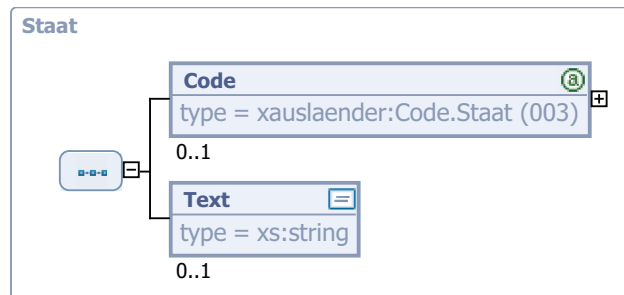 Staat
Code
type = xauslaender:Code.Staat (003)
0..1
Text
type = xs:string
0..1